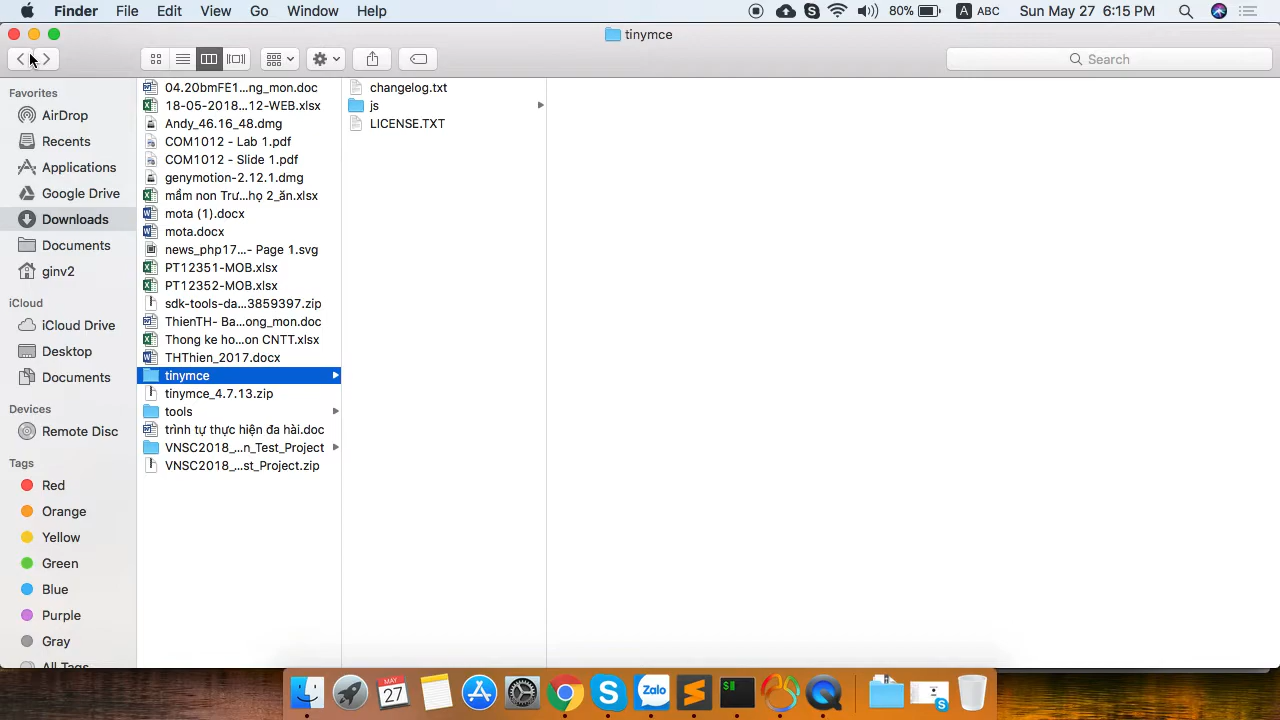 Finder File Edit View Go Window Help
80% A ABC Sun May 27 6:15 PM
tinymce
Search
Favorites
AirDrop
Recents
Applications
Google Drive
Downloads
Documents
ginv2
iCloud
iCloud Drive
Desktop
Documents
Devices
Remote Disc
Tags
Red
Orange
Yellow
Green
Blue
Purple
Gray
All Tags
04.20bmFE1...ng_mon.doc
18-05-2018...12-WEB.xlsx
Andy_46.16_48.dmg
COM1012 - Lab 1.pdf
COM1012 - Slide 1.pdf
genymotion-2.12.1.dmg
mầm non Trư...họ 2_ăn.xlsx
mota (1).docx
mota.docx
news_php17...- Page 1.svg
PT12351-MOB.xlsx
PT12352-MOB.xlsx
sdk-tools-da...3859397.zip
ThienTH- Ba...ong_mon.doc
Thong ke ho...on CNTT.xlsx
THThien_2017.docx
tinymce
tinymce_4.7.13.zip
tools
trình tự thực hiện đa hài.doc
VNSC2018_...n_Test_Project
VNSC2018_...st_Project.zip
changelog.txt
js
LICENSE.TXT
MAY
27
Zalo